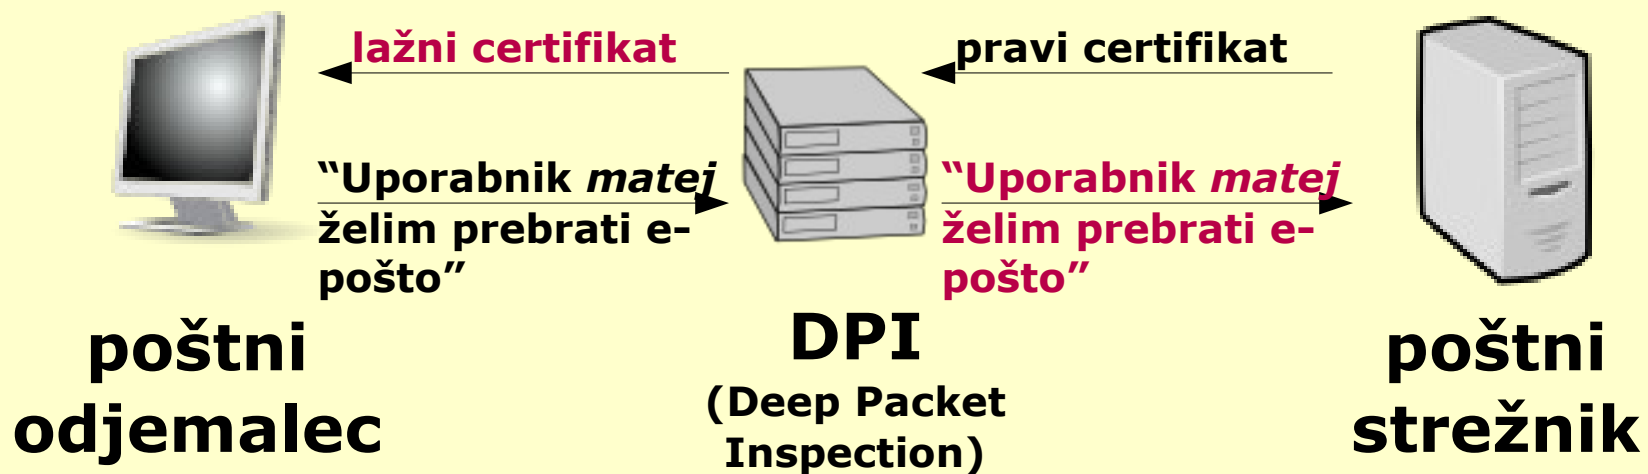 lažni certifikat
pravi certifikat
“Uporabnik matej
želim prebrati e-
pošto”
“Uporabnik matej
želim prebrati e-
pošto”
poštni
odjemalec
DPI
(Deep Packet
Inspection)
poštni
strežnik